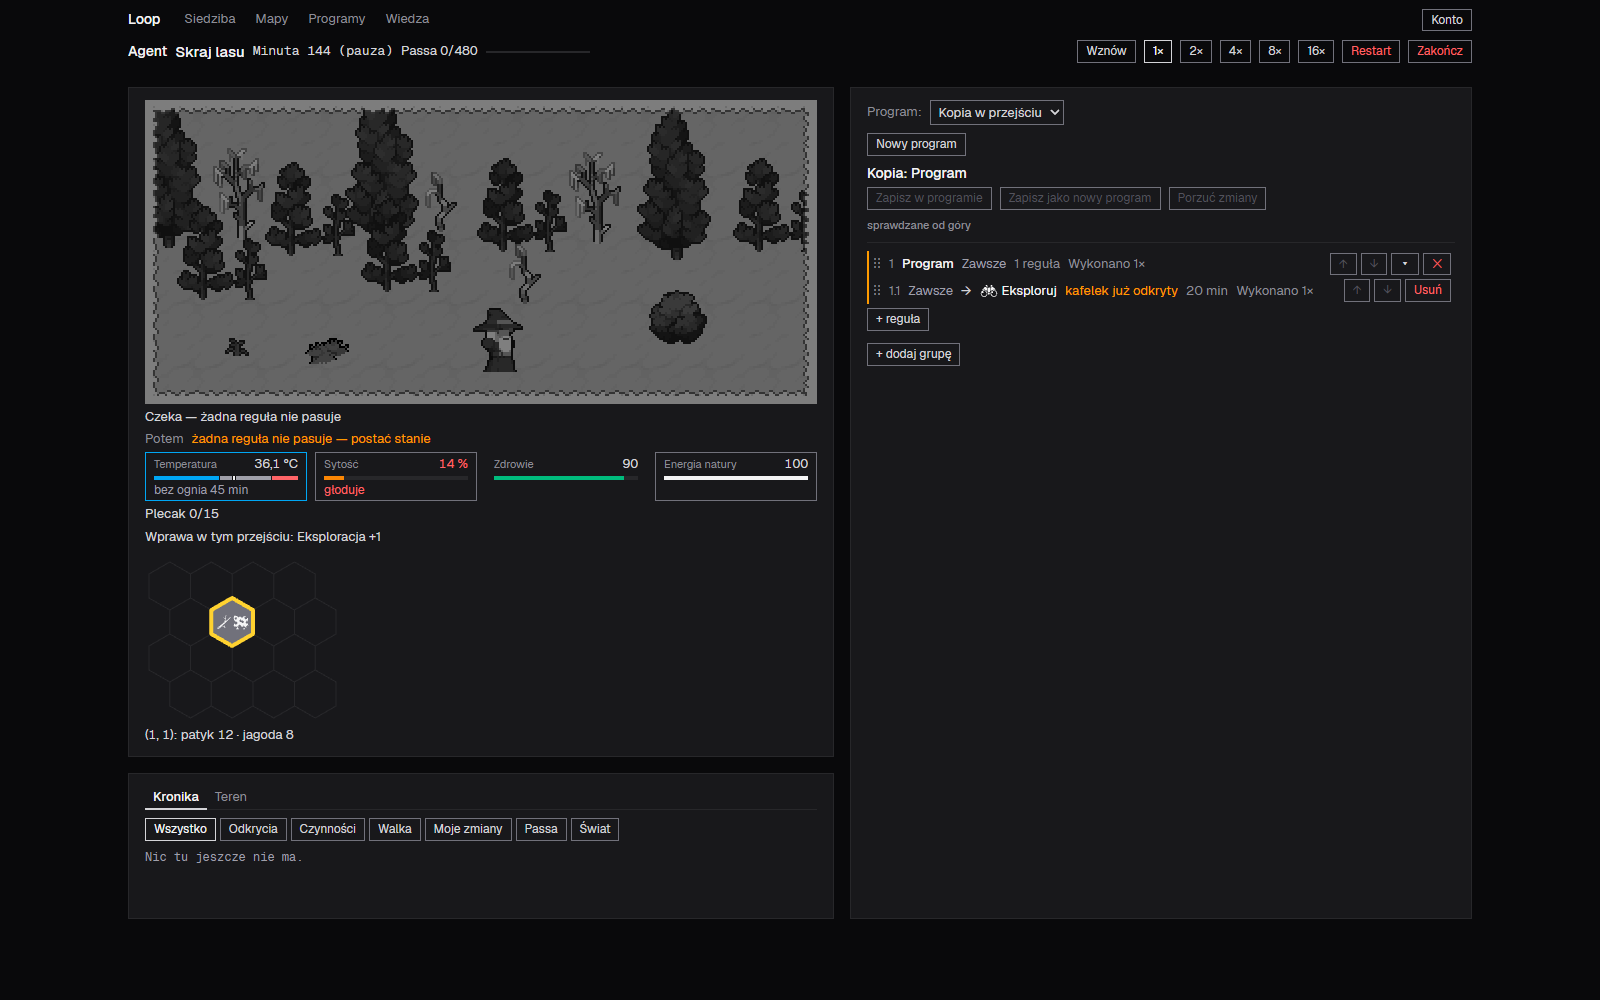 Loop Siedziba Mapy Programy Wiedza Konto
Agent Skraj lasu Minuta 144 (pauza) Passa 0/480 Wznów 1× 2× 4× 8× 16× Restart Zakończ
Program: Kopia w przejściu
Nowy program
Kopia: Program
Zapisz w programie Zapisz jako nowy program Porzuć zmiany
sprawdzane od góry
1 Program Zawsze 1 reguła Wykonano 1×
1.1 Zawsze → Eksploruj kafelek już odkryty 20 min Wykonano 1× ↑ ↓ Usuń
+ reguła
+ dodaj grupę
Czeka — żadna reguła nie pasuje
Potem żadna reguła nie pasuje — postać stanie
Temperatura 36,1 °C Sytość 14 % Zdrowie 90 Energia natury 100
bez ognia 45 min głoduje
Plecak 0/15
Wprawa w tym przejściu: Eksploracja +1
(1, 1): patyk 12 · jagoda 8
Kronika Teren
Wszystko Odkrycia Czynności Walka Moje zmiany Passa Świat
Nic tu jeszcze nie ma.